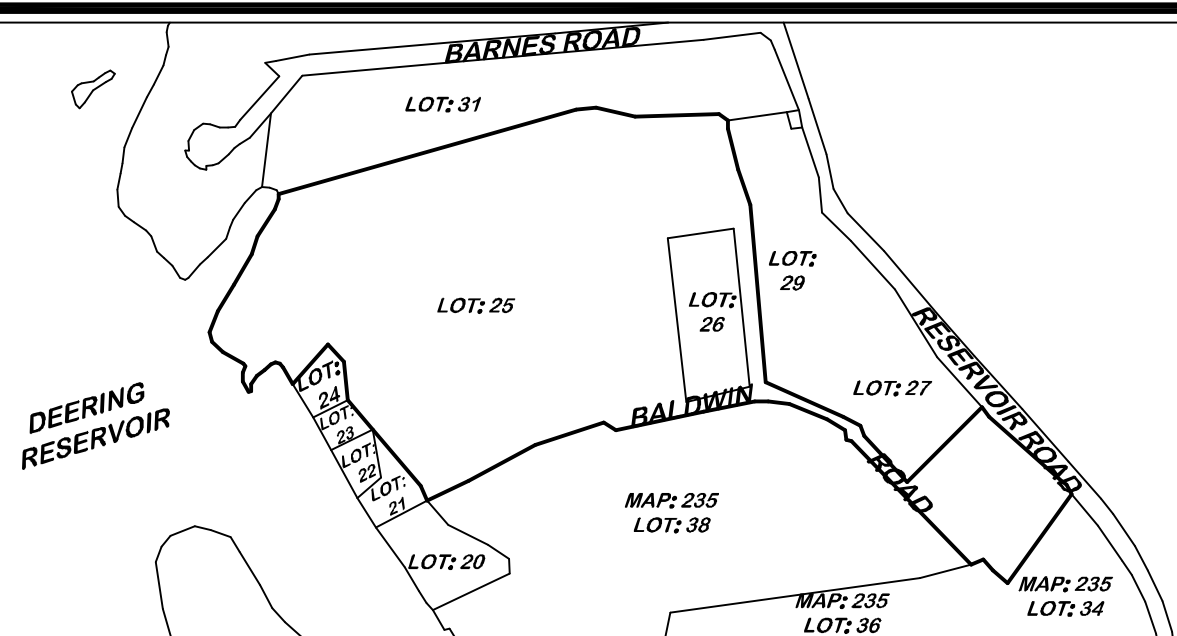 BARNES ROAD
LOT: 31
LOT:
29
LOT: 25
LOT:
26
RESERVOIR ROAD
LOT:
24
LOT: 27
DEERING
RESERVOIR
BALDWIN
LOT:
23
LOT:
22
ROAD
LOT:
21
MAP: 235
LOT: 38
LOT: 20
MAP: 235
LOT: 34
MAP: 235
LOT: 36